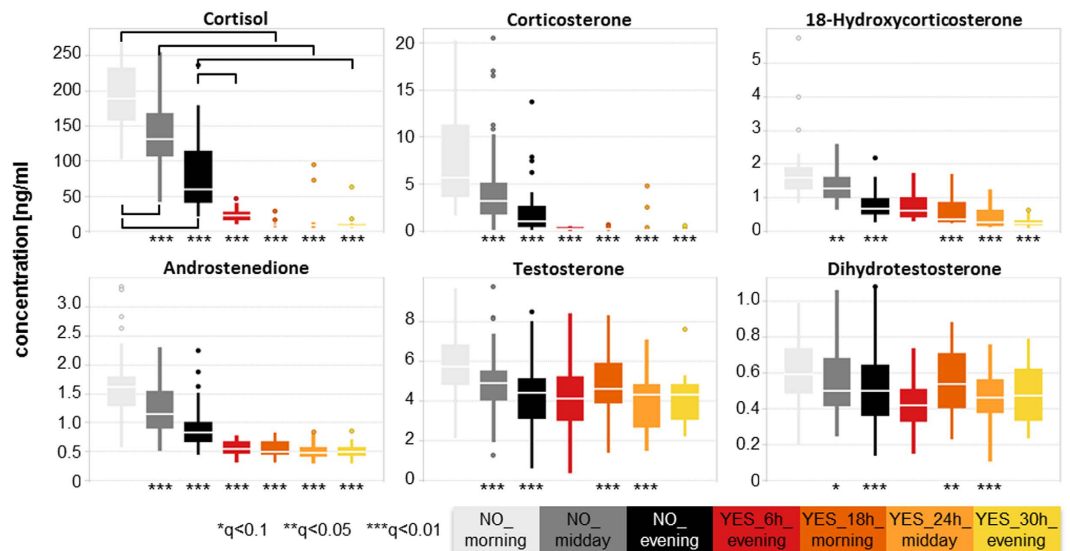 Cortisol
Corticosterone
18-Hydroxycorticosterone
250
200
150
100
50
0
*** *** *** *** *** ***
20
15
10
5
0
*** *** *** *** *** ***
5
4
3
2
1
0
** *** *** *** ***
concentration [ng/ml]
Androstenedione
Testosterone
Dihydrotestosterone
3.0
2.5
2.0
1.5
1.0
0.5
0
*** *** *** *** *** ***
8
6
4
2
0
*** *** *** ***
1.0
0.8
0.6
0.4
0.2
0
* *** ** ***
*q<0.1 **q<0.05 ***q<0.01
NO_ NO_ NO_ YES_6h_ YES_18h_ YES_24h_ YES_30h_
morning midday evening evening morning midday evening